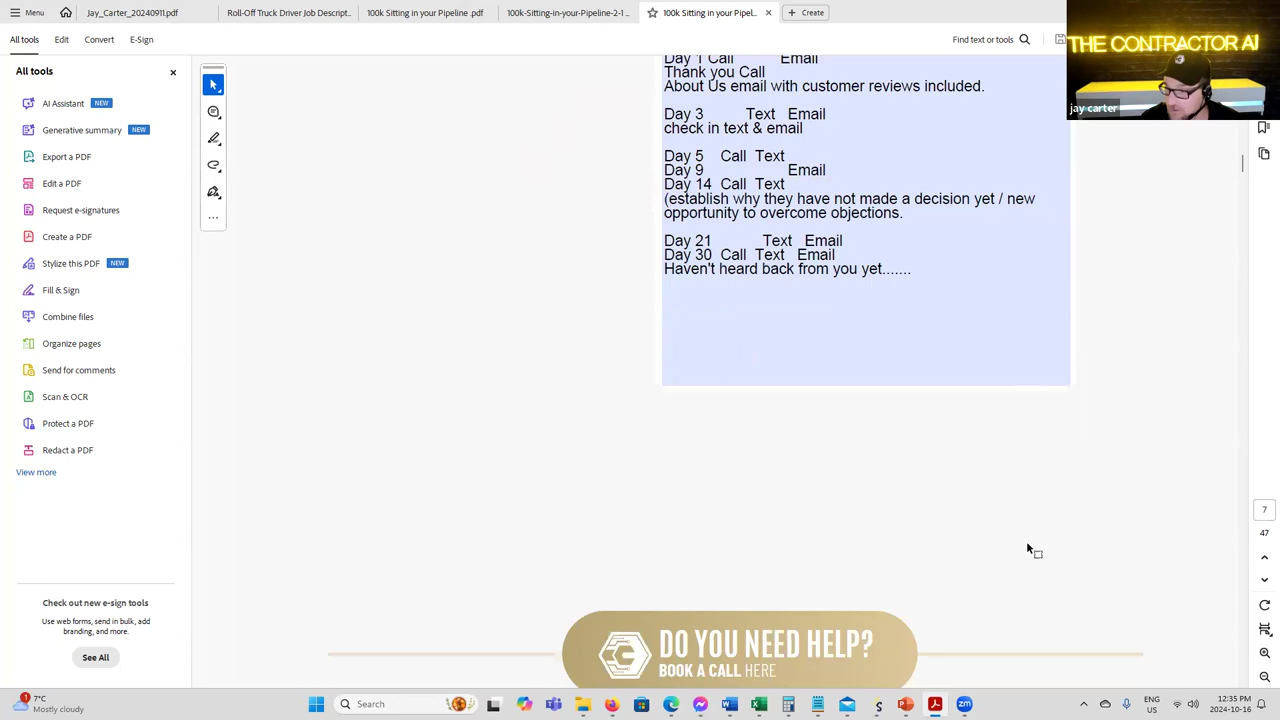 Menu
Jay_Carter_20240911.pdf
Roll-Off Truck Driver Job Descript...
100k Sitting in your Pipeline .pdf
100k-Sitting-in-your-Pipeline-2-1 ...
100k Sitting in your Pipel...
Create
All tools
Edit
Convert
E-Sign
Find text or tools
THE CONTRACTOR AI
jay carter
All tools
AI Assistant NEW
Generative summary NEW
Export a PDF
Edit a PDF
Request e-signatures
Create a PDF
Stylize this PDF NEW
Fill & Sign
Combine files
Organize pages
Send for comments
Scan & OCR
Protect a PDF
Redact a PDF
View more
Check out new e-sign tools
Use web forms, send in bulk, add
branding, and more.
See All
Day 1 Call Email
Thank you Call
About Us email with customer reviews included.
Day 3 Text Email
check in text & email
Day 5 Call Text
Day 9 Email
Day 14 Call Text
(establish why they have not made a decision yet / new
opportunity to overcome objections.
Day 21 Text Email
Day 30 Call Text Email
Haven't heard back from you yet.......
DO YOU NEED HELP?
BOOK A CALL HERE
7
47
1
7°C
Mostly cloudy
Search
ENG
US
12:35 PM
2024-10-16